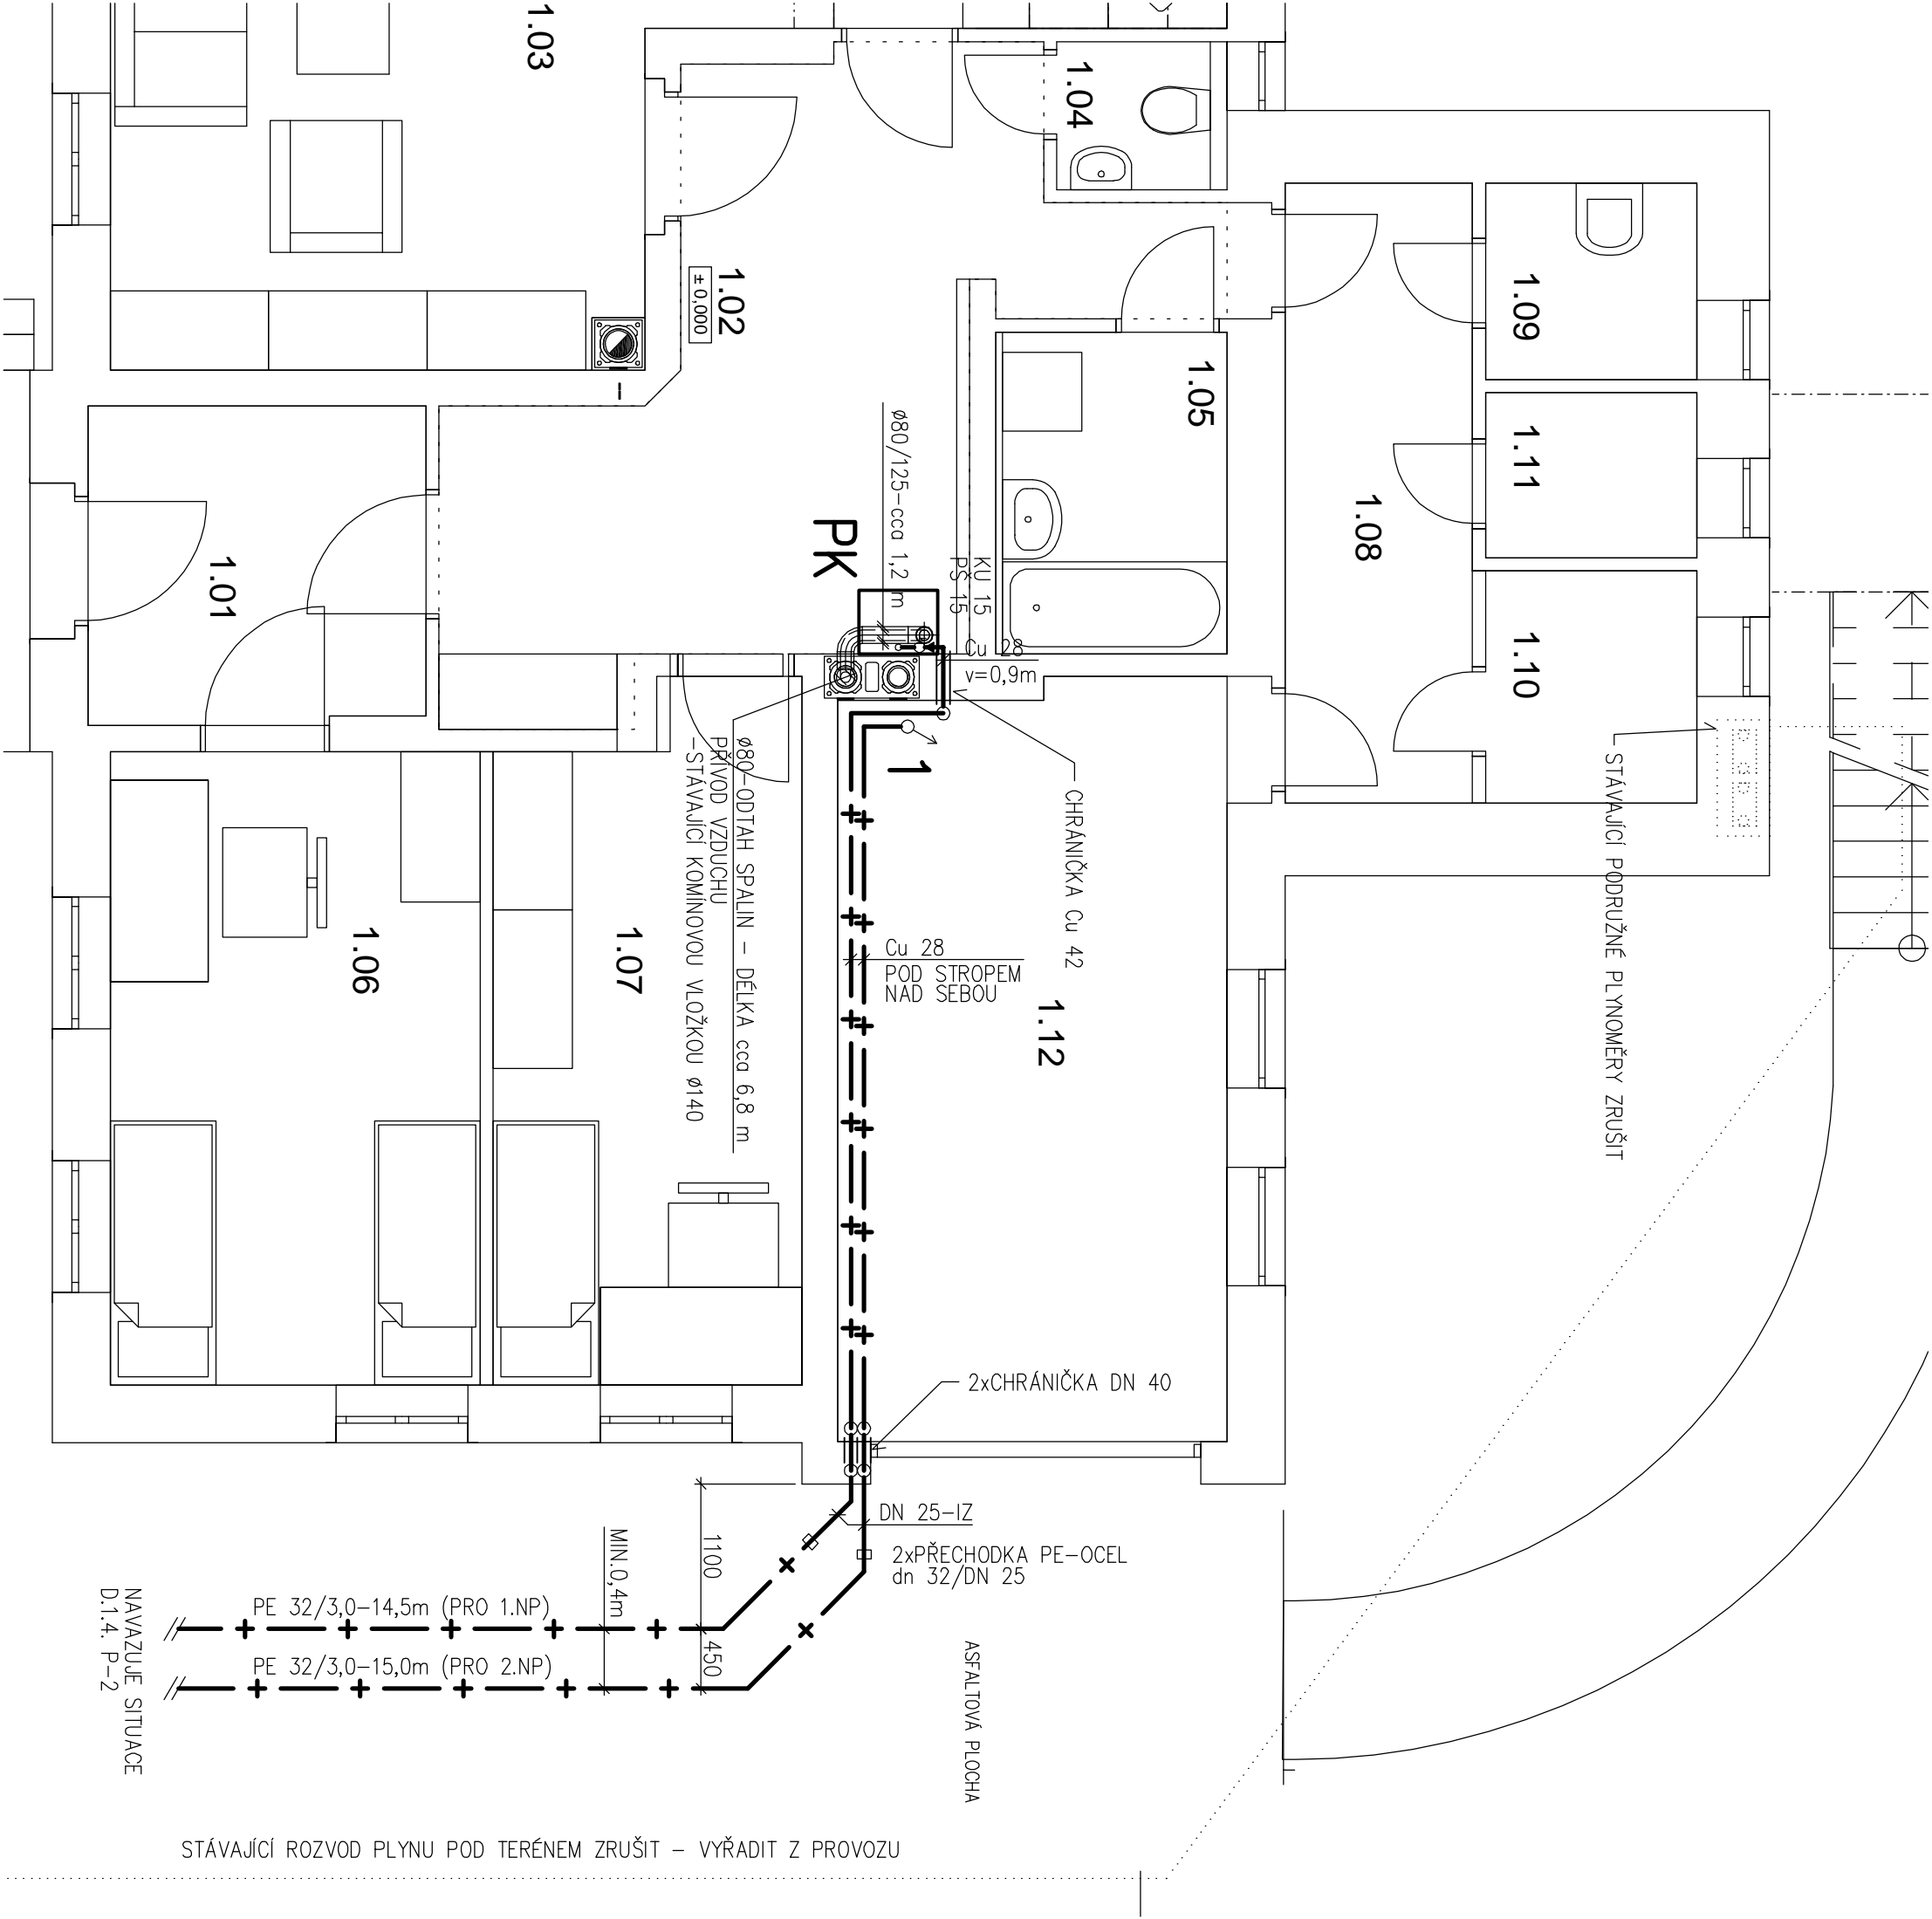 1.03
1.04
1.02
±0,000
1.09
1.05
1.11
Ø80/125-cca 1,2 m
1.08
PK
KU 15
PŠ 15
1.01
Cu 28
v=0,9m
1.10
1
Ø80-ODTAH SPALIN - DÉLKA cca 6,8 m
PŘÍVOD VZDUCHU
-STÁVAJÍCÍ KOMÍNOVOU VLOŽKOU Ø140
CHRÁNIČKA Cu 42
STÁVAJÍCÍ PODRUŽNÉ PLYNOMĚRY ZRUŠIT
1.06
1.07
Cu 28
POD STROPEM
NAD SEBOU
1.12
2xCHRÁNIČKA DN 40
DN 25-IZ
2xPŘECHODKA PE-OCEL
dn 32/DN 25
1100
MIN.0,4m
450
PE 32/3,0-14,5m (PRO 1.NP)
PE 32/3,0-15,0m (PRO 2.NP)
NAVAZUJE SITUACE
D.1.4. P-2
ASFALTOVÁ PLOCHA
STÁVAJÍCÍ ROZVOD PLYNU POD TERÉNEM ZRUŠIT - VYŘADIT Z PROVOZU